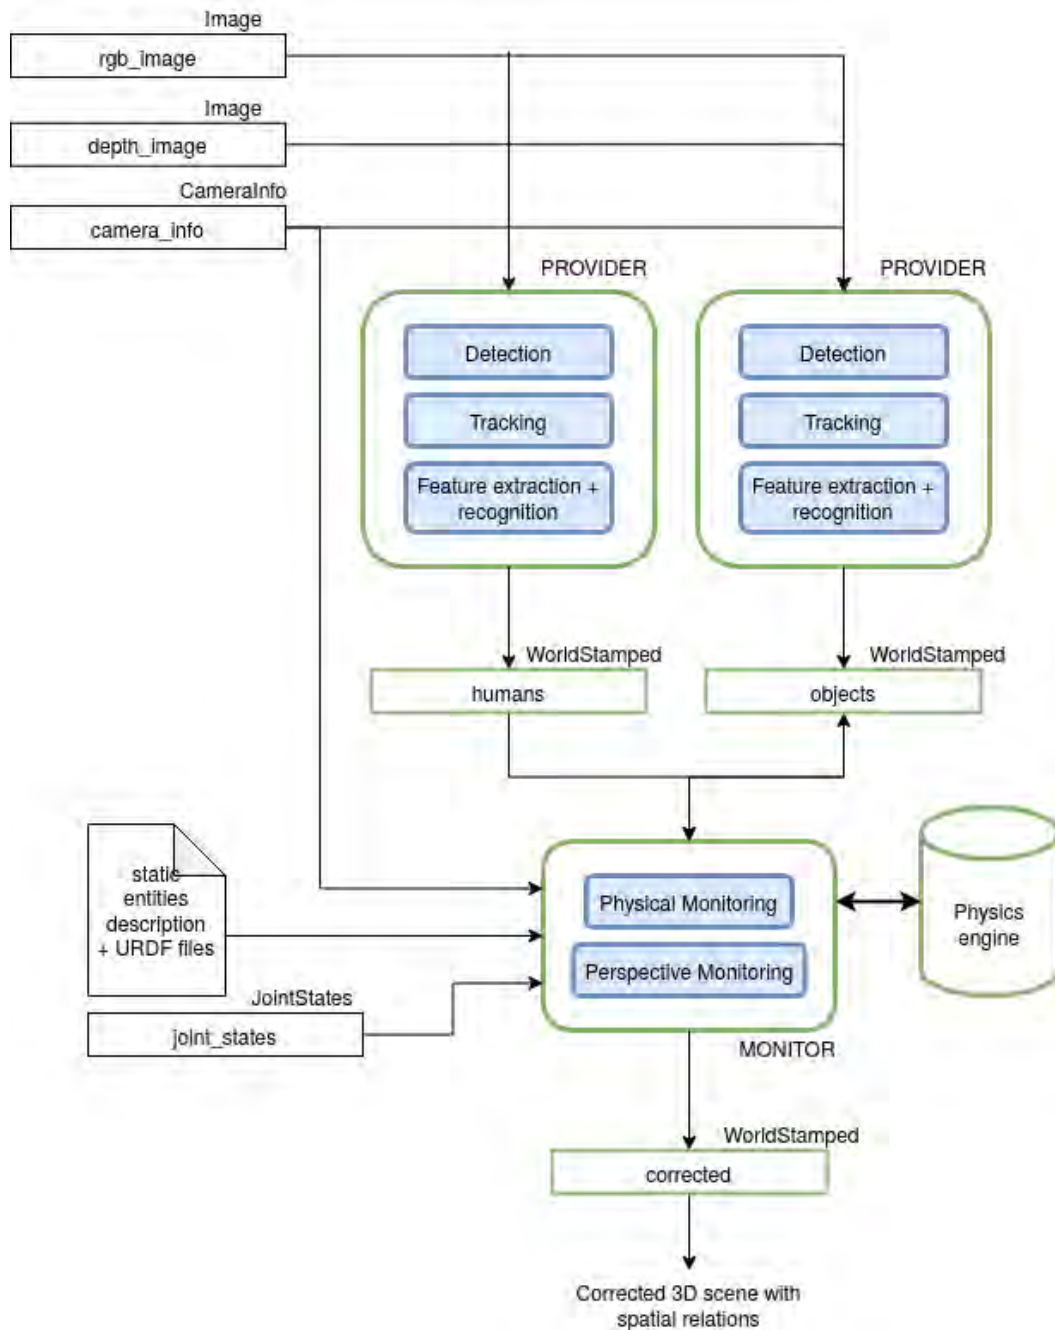 Image
rgb_image
Image
depth_image
CameraInfo
camera_info
PROVIDER
PROVIDER
Detection
Tracking
Feature extraction +
recognition
Detection
Tracking
Feature extraction +
recognition
WorldStamped
humans
WorldStamped
objects
static
entities
description
+ URDF files
JointStates
joint_states
Physical Monitoring
Perspective Monitoring
MONITOR
Physics
engine
WorldStamped
corrected
Corrected 3D scene with
spatial relations